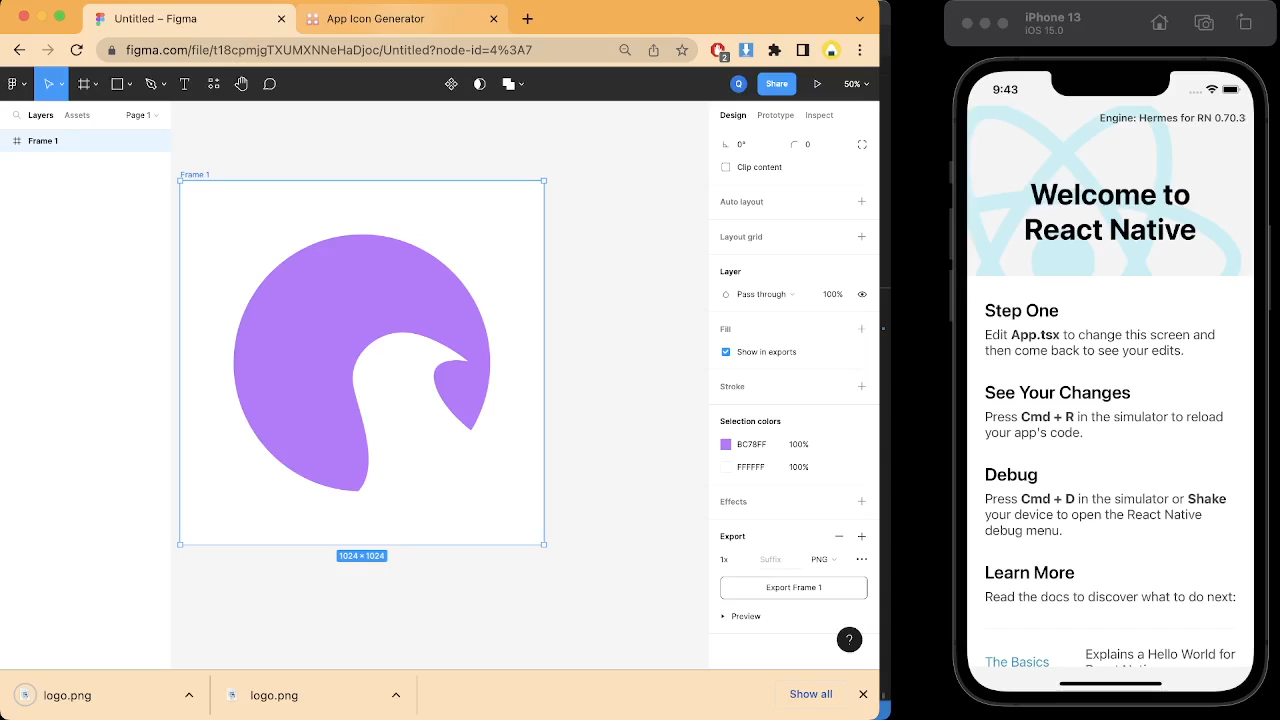 Untitled – Figma
App Icon Generator
figma.com/file/t18cpmjgTXUMXNNeHaDjoc/Untitled?node-id=4%3A7
2
T
Q
Share
50%
Layers
Assets
Page 1
Frame 1
Frame 1
1024 × 1024
Design
Prototype
Inspect
0°
0
Clip content
Auto layout
Layout grid
Layer
Pass through
100%
Fill
Show in exports
Stroke
Selection colors
BC78FF
100%
FFFFFF
100%
Effects
Export
1x
Suffix
PNG
Export Frame 1
Preview
?
logo.png
logo.png
Show all
iPhone 13
iOS 15.0
9:43
Engine: Hermes for RN 0.70.3
Welcome to
React Native
Step One
Edit App.tsx to change this screen and
then come back to see your edits.
See Your Changes
Press Cmd + R in the simulator to reload
your app's code.
Debug
Press Cmd + D in the simulator or Shake
your device to open the React Native
debug menu.
Learn More
Read the docs to discover what to do next:
The Basics
Explains a Hello World for